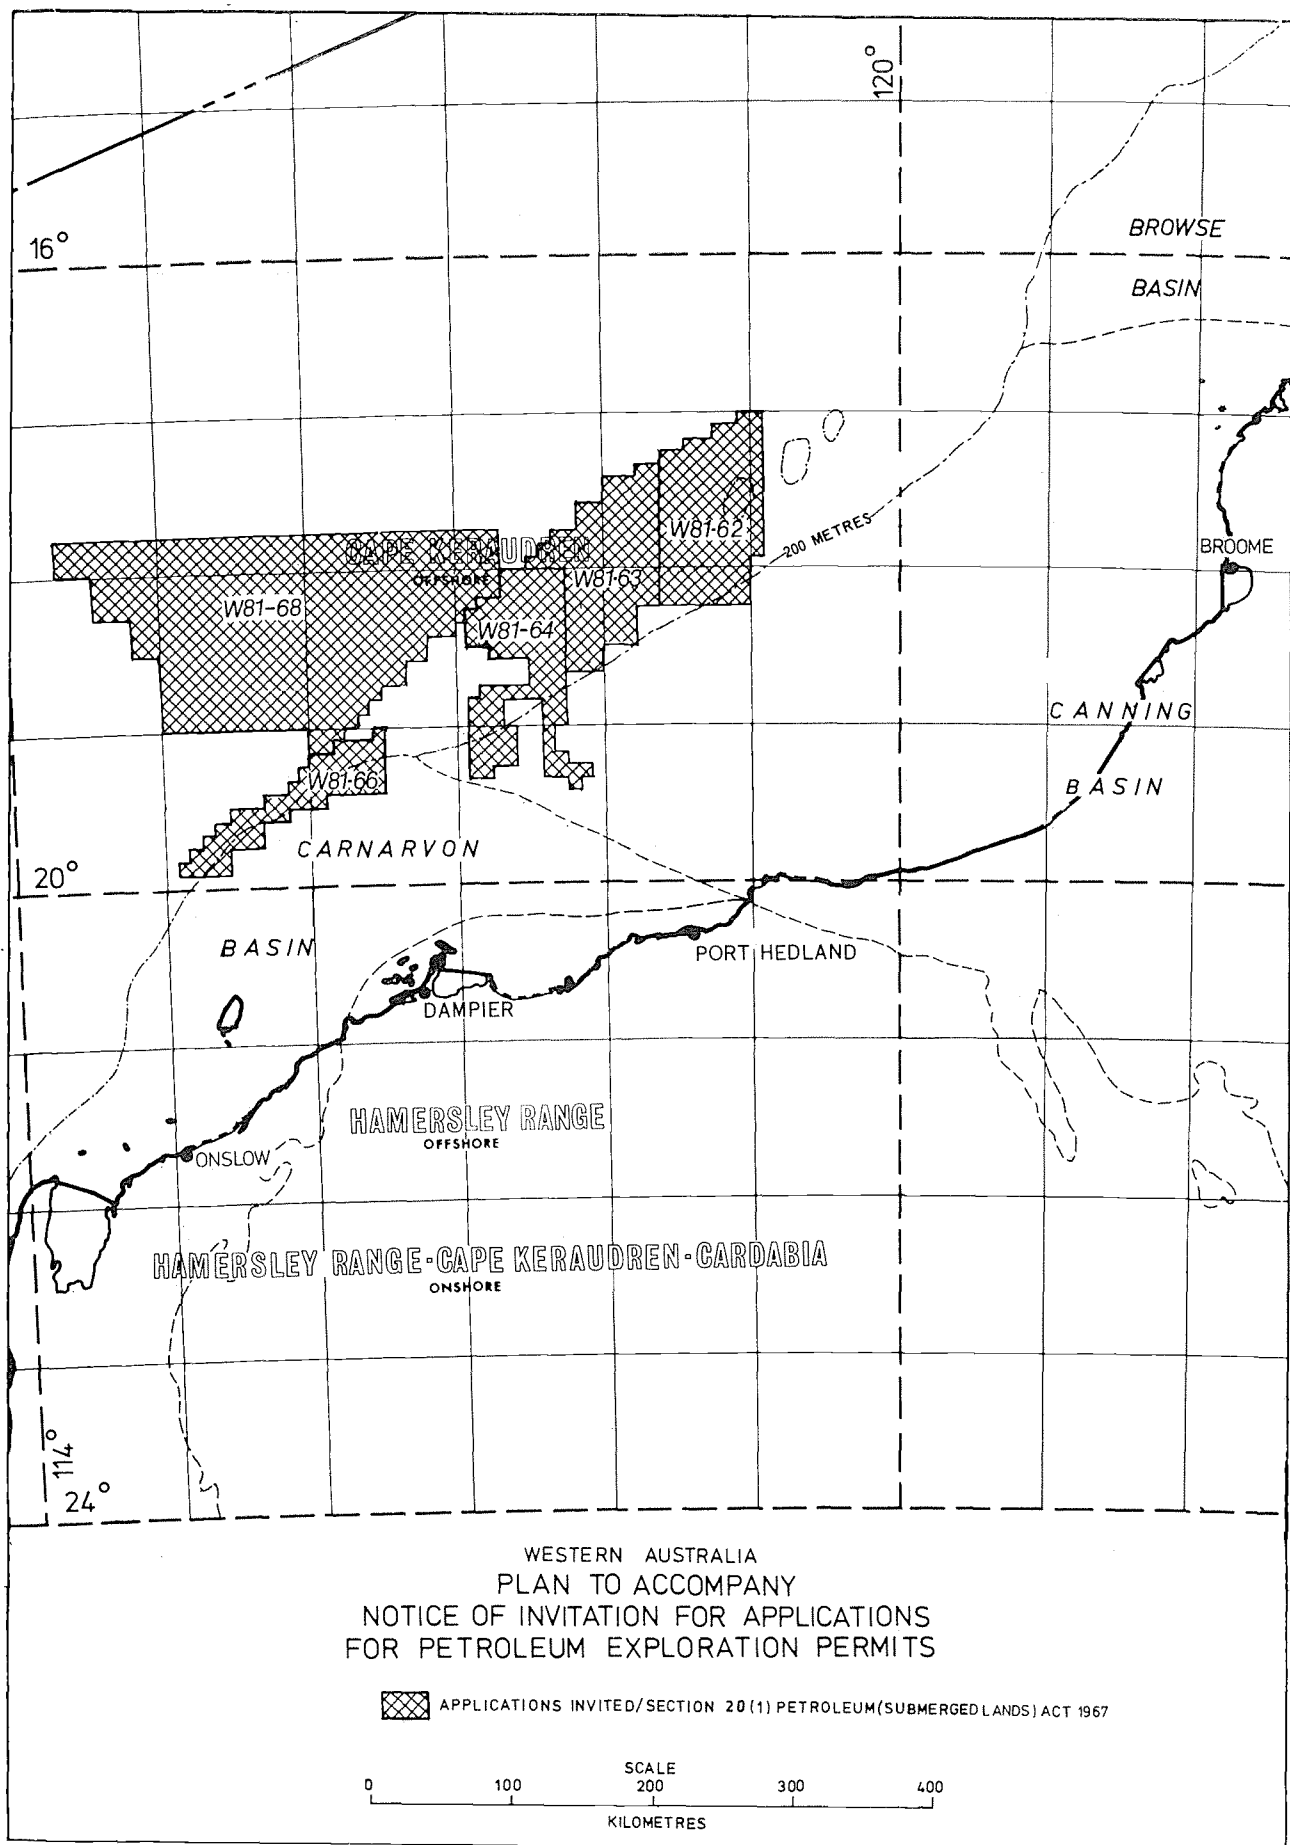 120°
16°
BROWSE
BASIN
200 METRES
W81-62
BROOME
CAPE KERAUDREN
OFFSHORE
W81-63
W81-68
W81-64
CANNING
BASIN
W81-66
CARNARVON
20°
BASIN
PORT HEDLAND
DAMPIER
HAMERSLEY RANGE
OFFSHORE
ONSLOW
HAMERSLEY RANGE-CAPE KERAUDREN-CARDABIA
ONSHORE
114°
24°
WESTERN AUSTRALIA
PLAN TO ACCOMPANY
NOTICE OF INVITATION FOR APPLICATIONS
FOR PETROLEUM EXPLORATION PERMITS
APPLICATIONS INVITED/SECTION 20(1) PETROLEUM(SUBMERGED LANDS) ACT 1967
SCALE
0 100 200 300 400
KILOMETRES